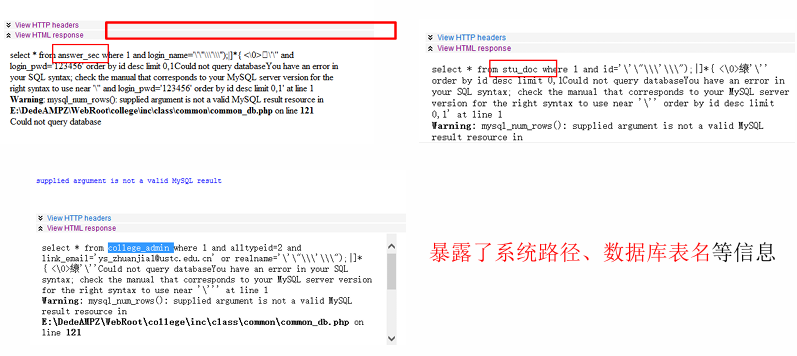 View HTTP headers
View HTML response
select * from answer_sec where 1 and login_name="\'\"\\\'\\\");|]*{ <\0>□\'\" and
login_pwd='123456' order by id desc limit 0,1Could not query databaseYou have an error in
your SQL syntax; check the manual that corresponds to your MySQL server version for the
right syntax to use near '\" and login_pwd='123456' order by id desc limit 0,1' at line 1
Warning: mysql_num_rows(): supplied argument is not a valid MySQL result resource in
E:\DedeAMPZ\WebRoot\college\inc\class\common\common_db.php on line 121
Could not query database
View HTTP headers
View HTML response
select * from stu_doc where 1 and id='\'\"\\\'\\\");|]*{ <\0>缞'\''
order by id desc limit 0,1Could not query databaseYou have an error in
your SQL syntax; check the manual that corresponds to your MySQL server
version for the right syntax to use near '\'' order by id desc limit
0,1' at line 1
Warning: mysql_num_rows(): supplied argument is not a valid MySQL
result resource in
supplied argument is not a valid MySQL result
View HTTP headers
View HTML response
select * from college_admin where 1 and alltypeid=2 and
link_email='ys_zhuanjia1@ustc.edu.cn' or realname='\'\"\\\'\\\");|]*
{ <\0>缞'\''Could not query databaseYou have an error in your SQL
syntax; check the manual that corresponds to your MySQL server version
for the right syntax to use near '\''' at line 1
Warning: mysql_num_rows(): supplied argument is not a valid MySQL
result resource in
E:\DedeAMPZ\WebRoot\college\inc\class\common\common_db.php on
line 121
暴露了系统路径、数据库表名等信息